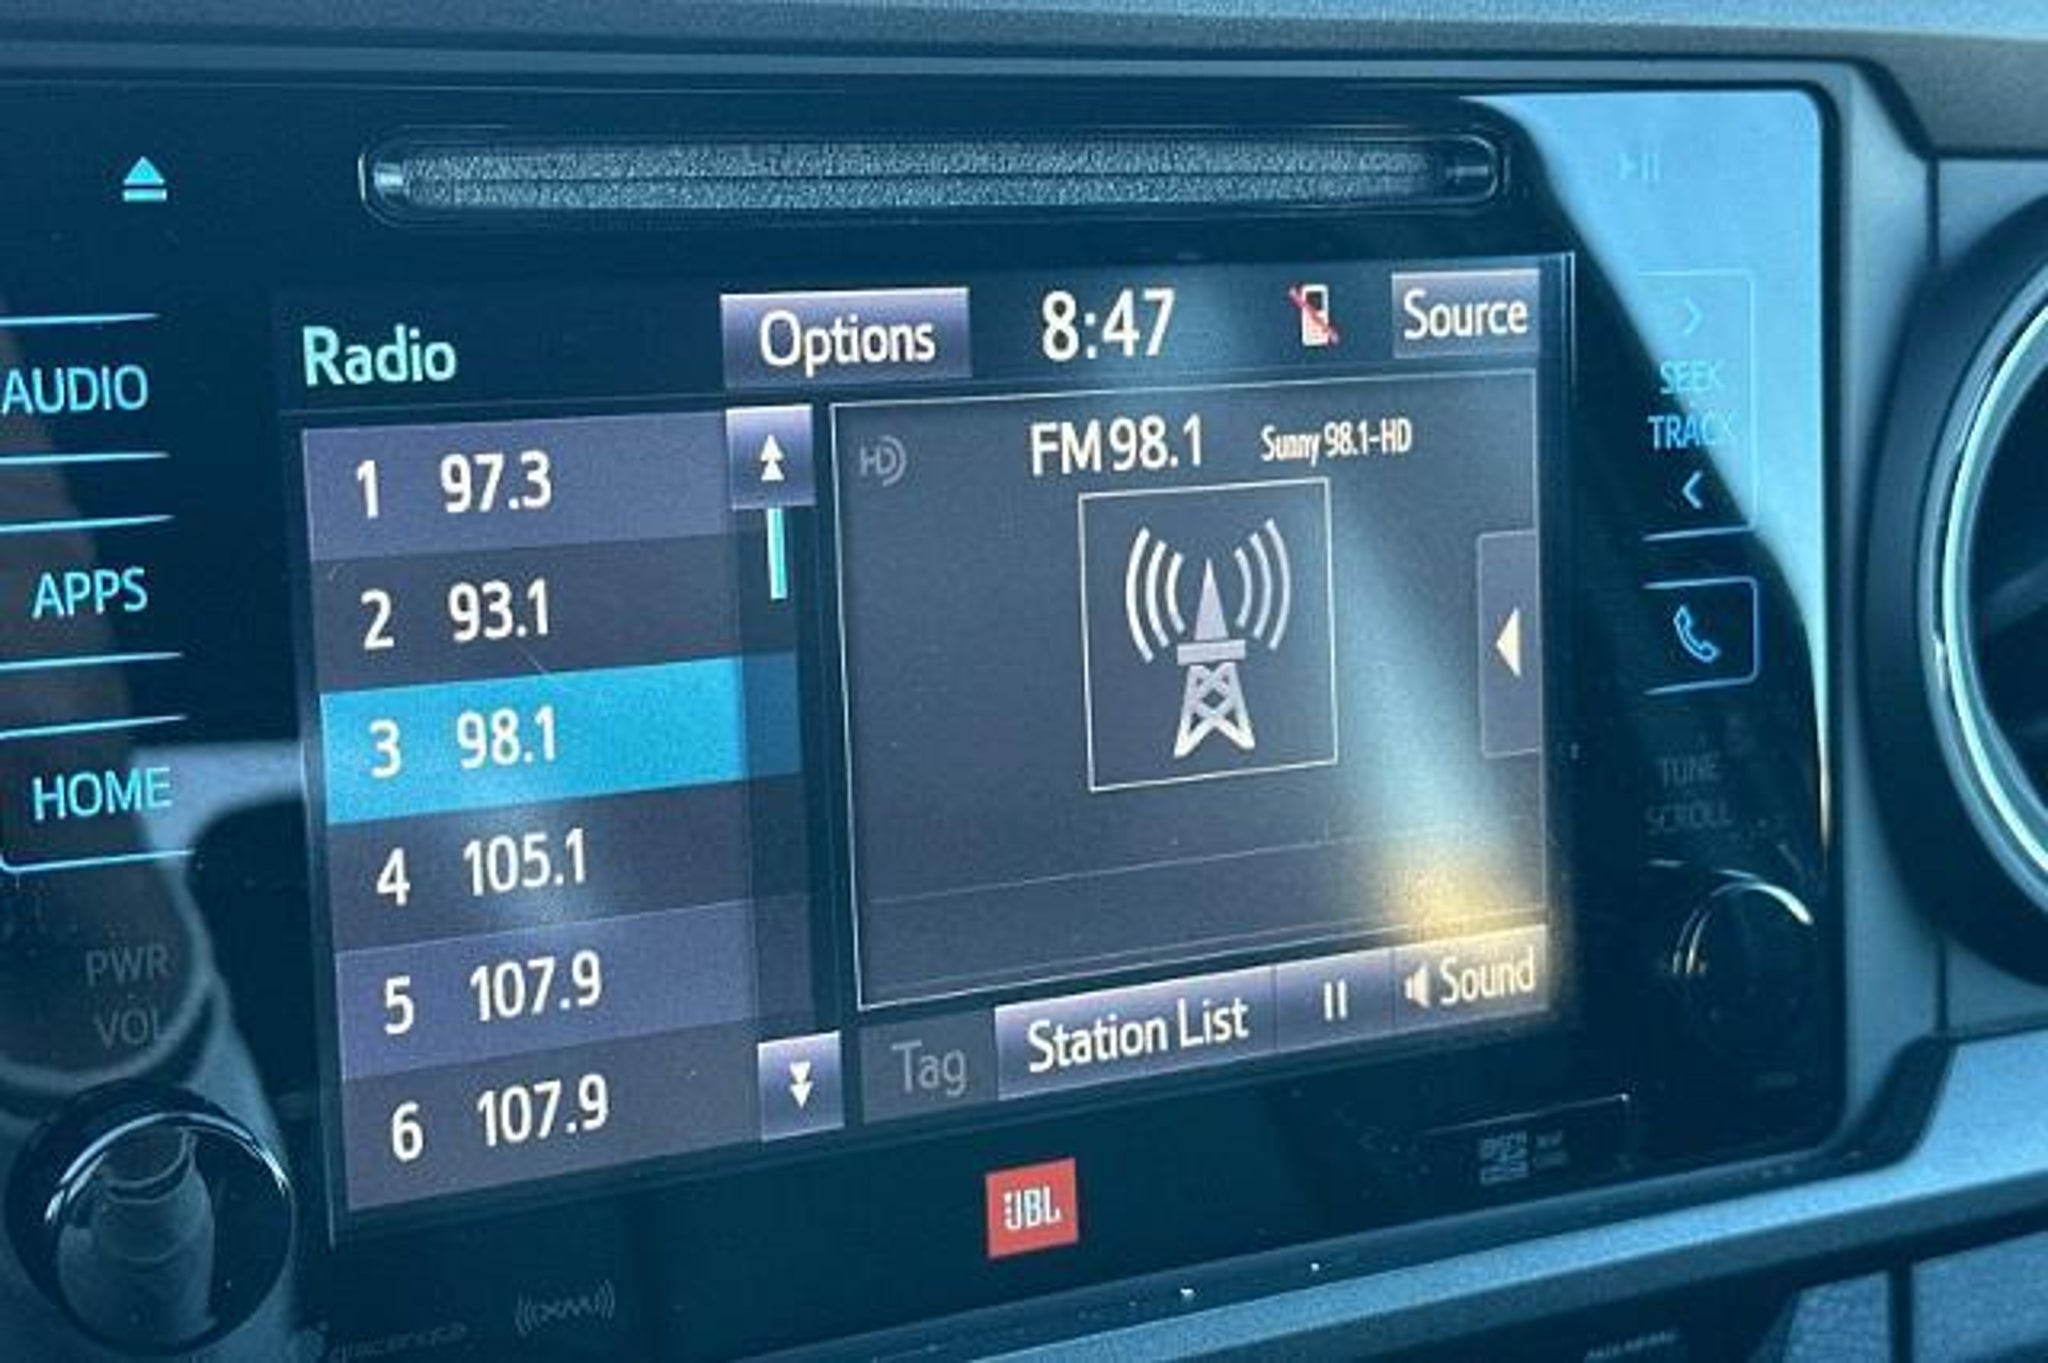 Radio
Options
8:47
Source
AUDIO
APPS
HOME
PWR
VOL
1 97.3
2 93.1
3 98.1
4 105.1
5 107.9
6 107.9
HD
FM 98.1 Sunny 98.1-HD
Tag
Station List
Sound
SEEK
TRACK
TUNE
SCROLL
JBL
((XM))